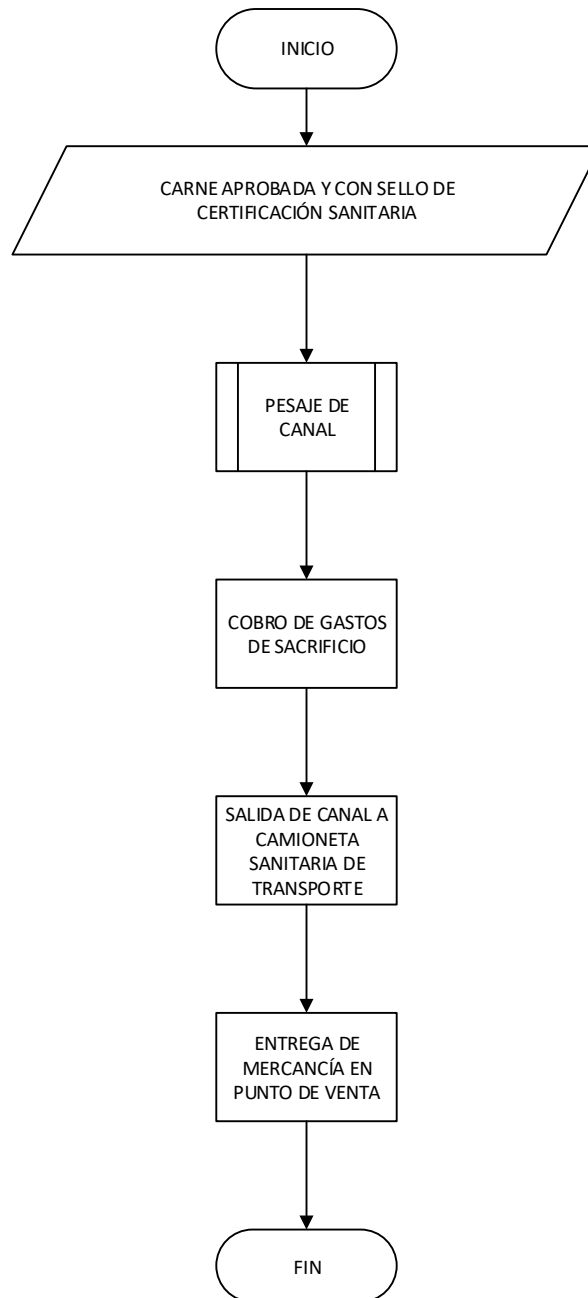 INICIO
CARNE APROBADA Y CON SELLO DE
CERTIFICACIÓN SANITARIA
PESAJE DE
CANAL
COBRO DE GASTOS
DE SACRIFICIO
SALIDA DE CANAL A
CAMIONETA
SANITARIA DE
TRANSPORTE
ENTREGA DE
MERCANCÍA EN
PUNTO DE VENTA
FIN